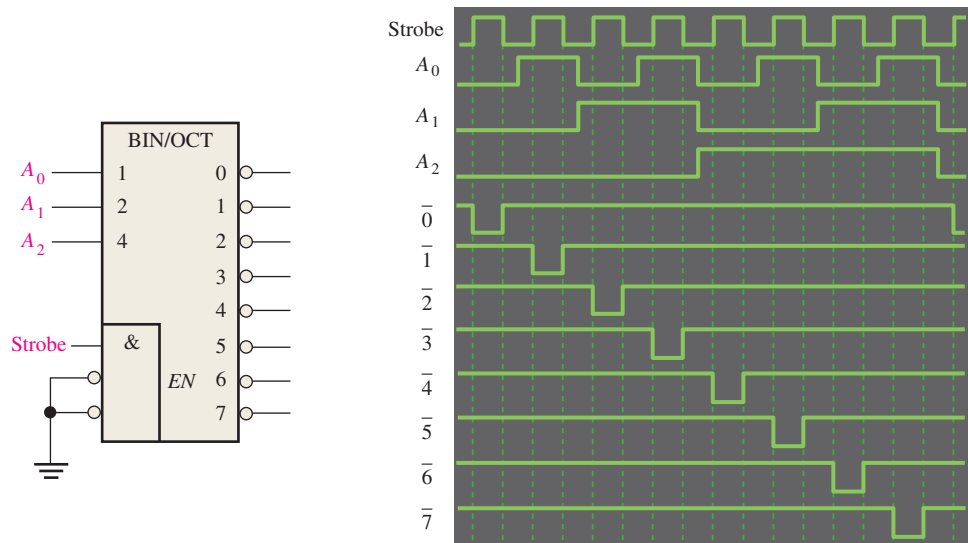 BIN/OCT
A₀ 1 0
A₁ 2 1
A₂ 4 2
3
4
Strobe & 5
EN 6
7
Strobe
A₀
A₁
A₂
0̅
1̅
2̅
3̅
4̅
5̅
6̅
7̅